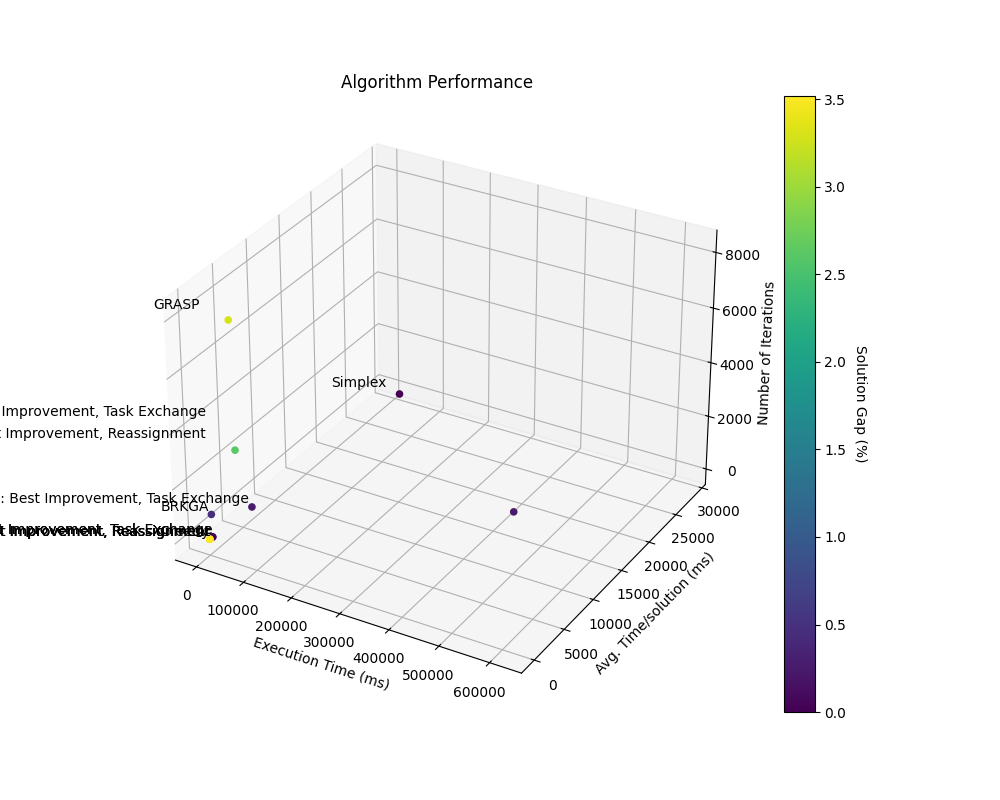 Algorithm Performance
GRASP
Simplex
Improvement, Task Exchange
Improvement, Reassignment
: Best Improvement, Task Exchange
BRKGA
Improvement, Task Exchange
Improvement, Reassignment
0
100000
200000
300000
400000
500000
600000
Execution Time (ms)
0
5000
10000
15000
20000
25000
30000
Avg. Time/solution (ms)
0
2000
4000
6000
8000
Number of Iterations
3.5
3.0
2.5
2.0
1.5
1.0
0.5
0.0
Solution Gap (%)